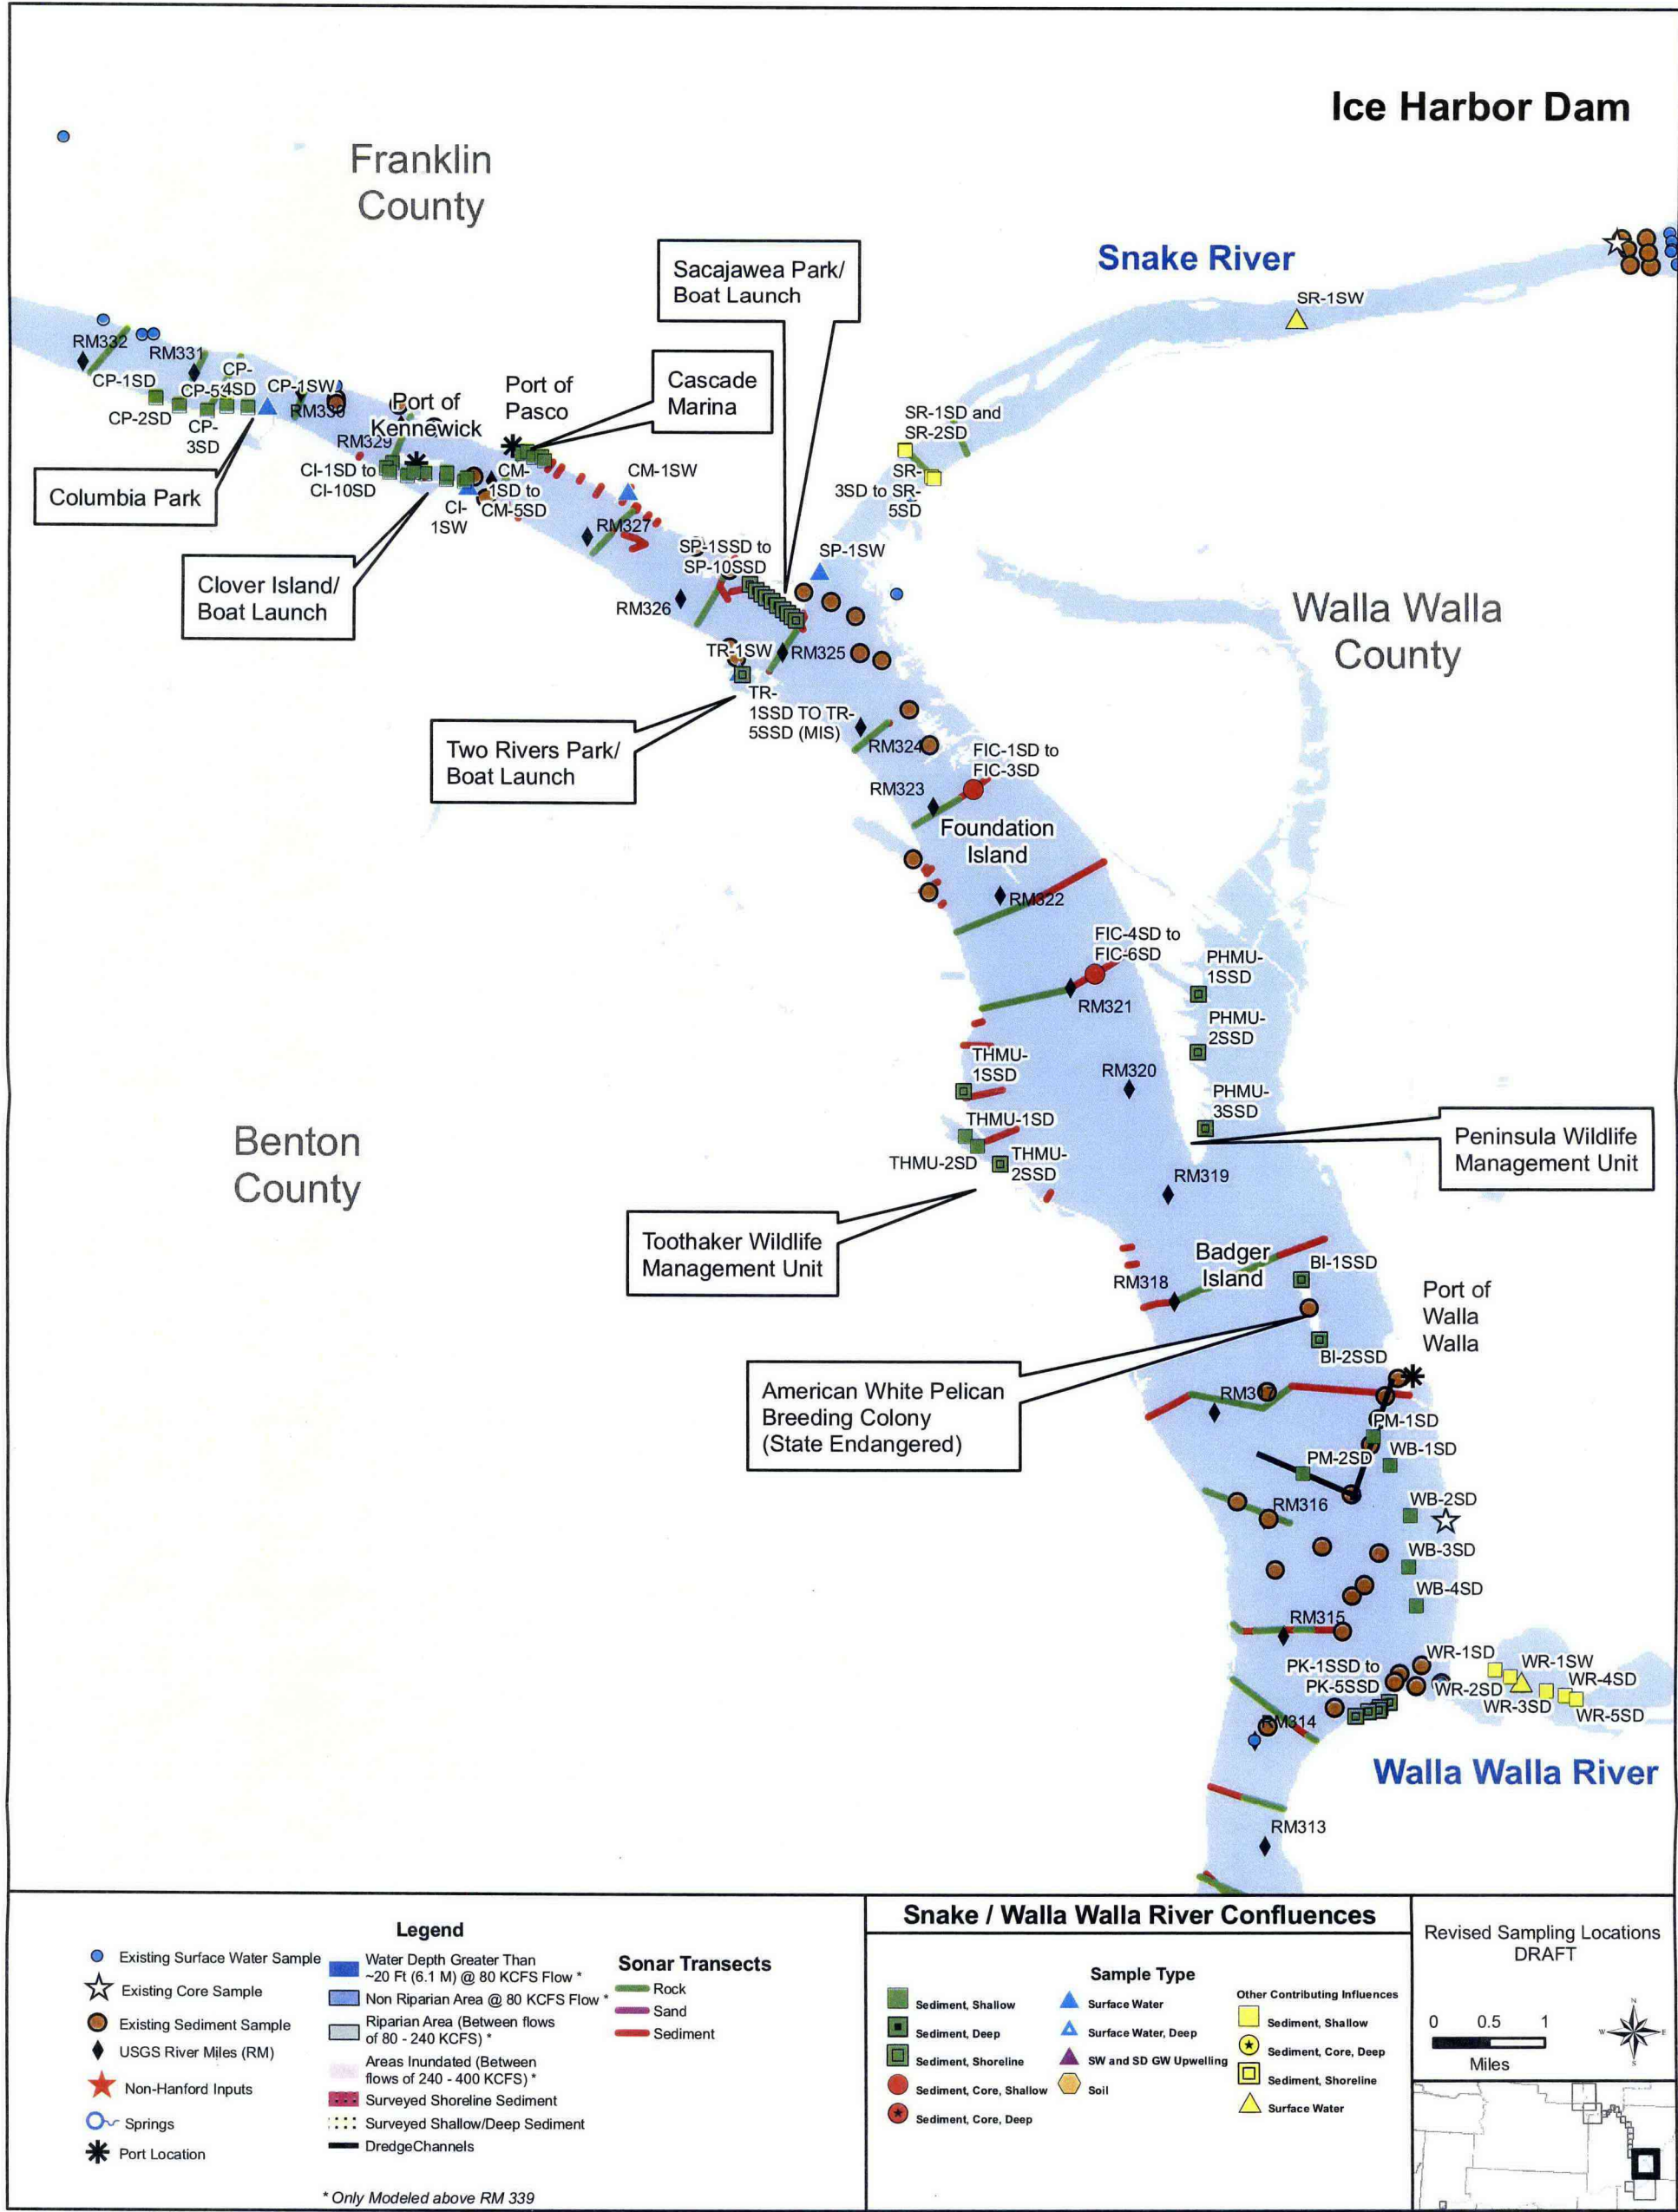 Ice Harbor Dam
Franklin
County
Snake River
Sacajawea Park/
Boat Launch
SR-1SW
RM332
RM331
CP-1SD
CP-2SD
CP-
3SD
CP-
4SD
CP-1SW
RM330
Port of
Kennewick
RM329
Port of
Pasco
Cascade
Marina
SR-1SD and
SR-2SD
SR-
3SD to SR-
5SD
Columbia Park
CI-1SD to
CI-10SD
CI-
1SW
CM-
1SD to
CM-5SD
CM-1SW
RM327
Clover Island/
Boat Launch
SP-1SSD to
SP-10SSD
SP-1SW
RM326
Walla Walla
County
TR-1SW
RM325
TR-
1SSD TO TR-
5SSD (MIS)
Two Rivers Park/
Boat Launch
RM324
FIC-1SD to
FIC-3SD
RM323
Foundation
Island
RM322
FIC-4SD to
FIC-6SD
RM321
PHMU-
1SSD
PHMU-
2SSD
THMU-
1SSD
RM320
PHMU-
3SSD
THMU-1SD
THMU-2SD
THMU-
2SSD
Benton
County
Peninsula Wildlife
Management Unit
RM319
Toothaker Wildlife
Management Unit
Badger
Island
BI-1SSD
RM318
Port of
Walla
Walla
BI-2SSD
American White Pelican
Breeding Colony
(State Endangered)
RM317
PM-1SD
PM-2SD
WB-1SD
RM316
WB-2SD
WB-3SD
WB-4SD
RM315
PK-1SSD to
PK-5SSD
WR-1SD
WR-2SD
WR-1SW
WR-4SD
WR-3SD
WR-5SD
RM314
Walla Walla River
RM313
Legend
Existing Surface Water Sample
Existing Core Sample
Existing Sediment Sample
USGS River Miles (RM)
Non-Hanford Inputs
Springs
Port Location
Water Depth Greater Than
~20 Ft (6.1 M) @ 80 KCFS Flow *
Non Riparian Area @ 80 KCFS Flow *
Riparian Area (Between flows
of 80 - 240 KCFS) *
Areas Inundated (Between
flows of 240 - 400 KCFS) *
Surveyed Shoreline Sediment
Surveyed Shallow/Deep Sediment
DredgeChannels
* Only Modeled above RM 339
Sonar Transects
Rock
Sand
Sediment
Snake / Walla Walla River Confluences
Sample Type
Sediment, Shallow
Sediment, Deep
Sediment, Shoreline
Sediment, Core, Shallow
Sediment, Core, Deep
Surface Water
Surface Water, Deep
SW and SD GW Upwelling
Soil
Other Contributing Influences
Sediment, Shallow
Sediment, Core, Deep
Sediment, Shoreline
Surface Water
Revised Sampling Locations
DRAFT
0 0.5 1
Miles
N
W E
S